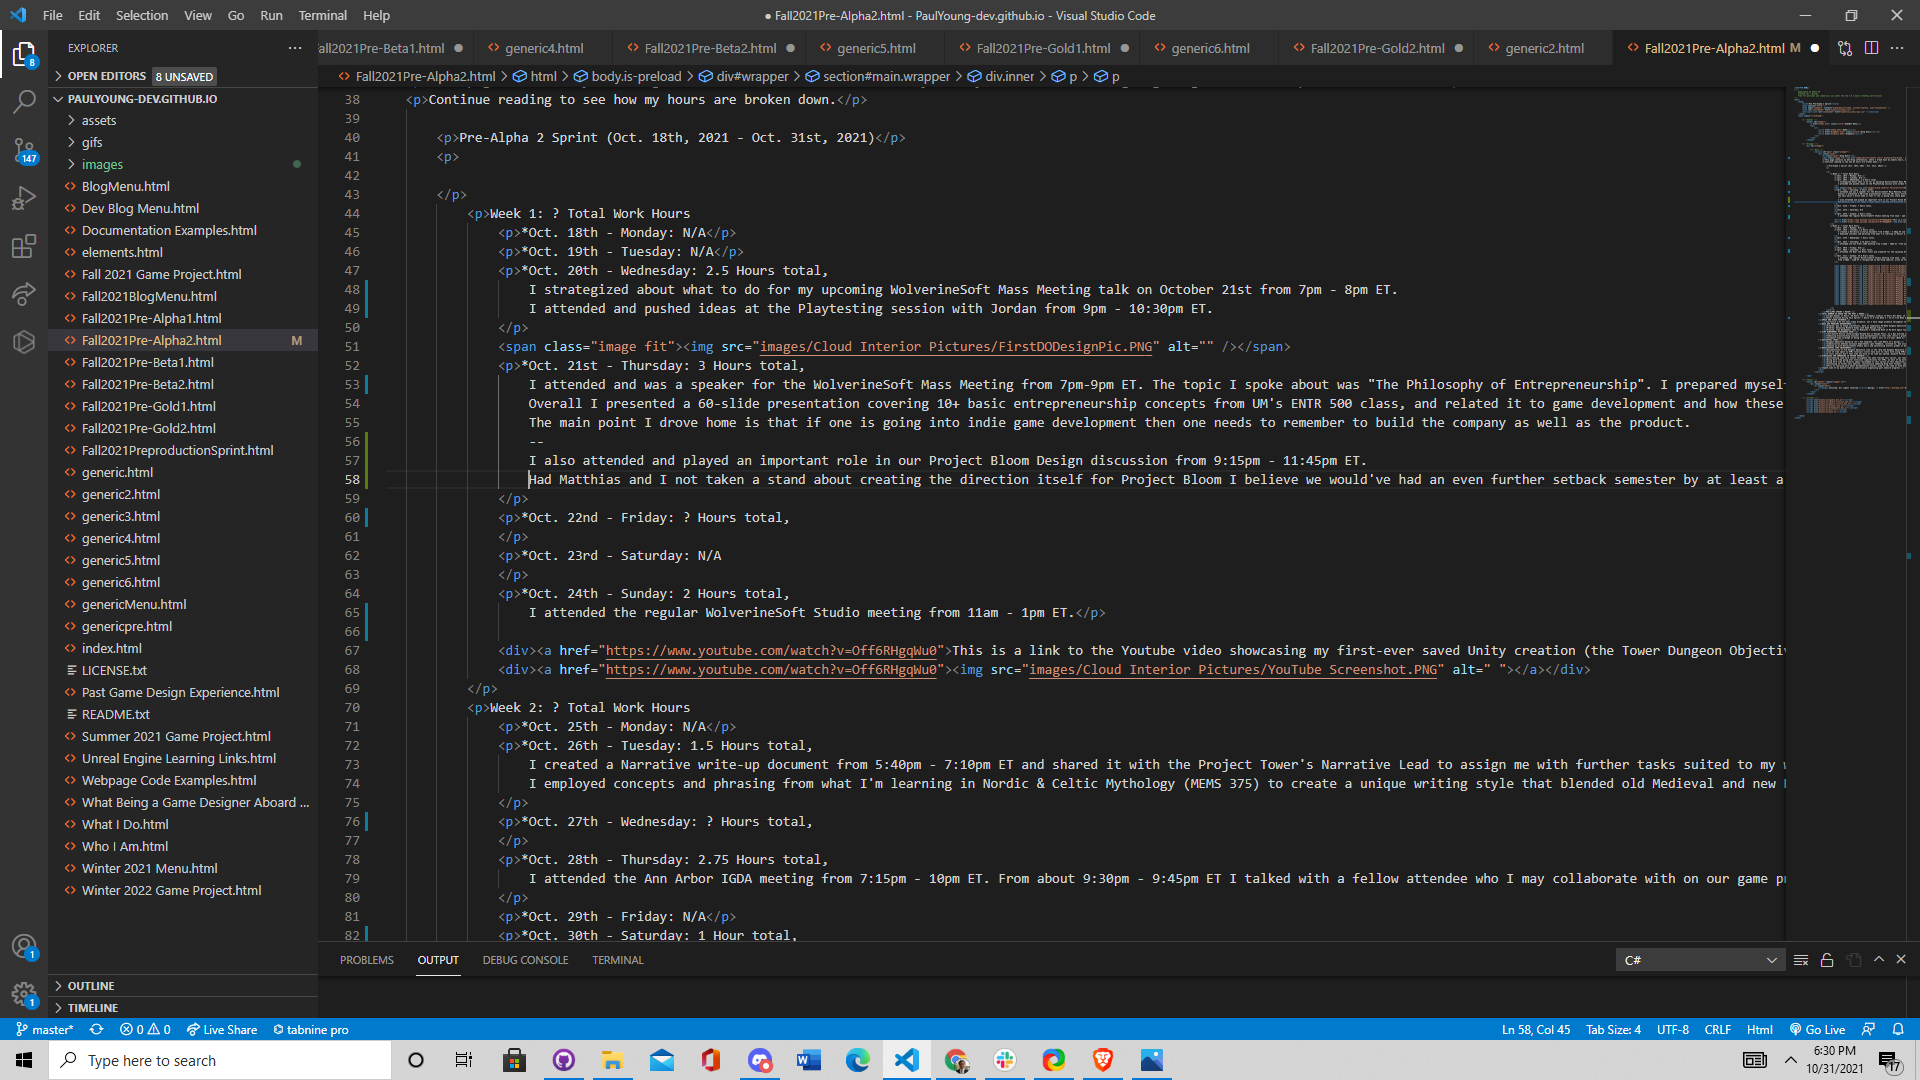 File Edit Selection View Go Run Terminal Help
● Fall2021Pre-Alpha2.html - PaulYoung-dev.github.io - Visual Studio Code
EXPLORER
all2021Pre-Beta1.html generic4.html Fall2021Pre-Beta2.html generic5.html Fall2021Pre-Gold1.html generic6.html Fall2021Pre-Gold2.html generic2.html Fall2021Pre-Alpha2.html M
OPEN EDITORS 8 UNSAVED
Fall2021Pre-Alpha2.html > html > body.is-preload > div#wrapper > section#main.wrapper > div.inner > p > p
PAULYOUNG-DEV.GITHUB.IO
assets
gifs
images
BlogMenu.html
Dev Blog Menu.html
Documentation Examples.html
elements.html
Fall 2021 Game Project.html
Fall2021BlogMenu.html
Fall2021Pre-Alpha1.html
Fall2021Pre-Alpha2.html M
Fall2021Pre-Beta1.html
Fall2021Pre-Beta2.html
Fall2021Pre-Gold1.html
Fall2021Pre-Gold2.html
Fall2021PreproductionSprint.html
generic.html
generic2.html
generic3.html
generic4.html
generic5.html
generic6.html
genericMenu.html
genericpre.html
index.html
LICENSE.txt
Past Game Design Experience.html
README.txt
Summer 2021 Game Project.html
Unreal Engine Learning Links.html
Webpage Code Examples.html
What Being a Game Designer Aboard ...
What I Do.html
Who I Am.html
Winter 2021 Menu.html
Winter 2022 Game Project.html
OUTLINE
TIMELINE
8
147
1
1
38 <p>Continue reading to see how my hours are broken down.</p>
39
40 <p>Pre-Alpha 2 Sprint (Oct. 18th, 2021 - Oct. 31st, 2021)</p>
41 <p>
42
43 </p>
44 <p>Week 1: ? Total Work Hours
45 <p>*Oct. 18th - Monday: N/A</p>
46 <p>*Oct. 19th - Tuesday: N/A</p>
47 <p>*Oct. 20th - Wednesday: 2.5 Hours total,
48 I strategized about what to do for my upcoming WolverineSoft Mass Meeting talk on October 21st from 7pm - 8pm ET.
49 I attended and pushed ideas at the Playtesting session with Jordan from 9pm - 10:30pm ET.
50 </p>
51 <span class="image fit"><img src="images/Cloud Interior Pictures/FirstDODesignPic.PNG" alt="" /></span>
52 <p>*Oct. 21st - Thursday: 3 Hours total,
53 I attended and was a speaker for the WolverineSoft Mass Meeting from 7pm-9pm ET. The topic I spoke about was "The Philosophy of Entrepreneurship". I prepared mysel
54 Overall I presented a 60-slide presentation covering 10+ basic entrepreneurship concepts from UM's ENTR 500 class, and related it to game development and how these
55 The main point I drove home is that if one is going into indie game development then one needs to remember to build the company as well as the product.
56 --
57 I also attended and played an important role in our Project Bloom Design discussion from 9:15pm - 11:45pm ET.
58 Had Matthias and I not taken a stand about creating the direction itself for Project Bloom I believe we would've had an even further setback semester by at least a
59 </p>
60 <p>*Oct. 22nd - Friday: ? Hours total,
61 </p>
62 <p>*Oct. 23rd - Saturday: N/A
63 </p>
64 <p>*Oct. 24th - Sunday: 2 Hours total,
65 I attended the regular WolverineSoft Studio meeting from 11am - 1pm ET.</p>
66
67 <div><a href="https://www.youtube.com/watch?v=Off6RHgqWu0">This is a link to the Youtube video showcasing my first-ever saved Unity creation (the Tower Dungeon Objecti
68 <div><a href="https://www.youtube.com/watch?v=Off6RHgqWu0"><img src="images/Cloud Interior Pictures/YouTube Screenshot.PNG" alt=" "></a></div>
69 </p>
70 <p>Week 2: ? Total Work Hours
71 <p>*Oct. 25th - Monday: N/A</p>
72 <p>*Oct. 26th - Tuesday: 1.5 Hours total,
73 I created a Narrative write-up document from 5:40pm - 7:10pm ET and shared it with the Project Tower's Narrative Lead to assign me with further tasks suited to my
74 I employed concepts and phrasing from what I'm learning in Nordic & Celtic Mythology (MEMS 375) to create a unique writing style that blended old Medieval and new
75 </p>
76 <p>*Oct. 27th - Wednesday: ? Hours total,
77 </p>
78 <p>*Oct. 28th - Thursday: 2.75 Hours total,
79 I attended the Ann Arbor IGDA meeting from 7:15pm - 10pm ET. From about 9:30pm - 9:45pm ET I talked with a fellow attendee who I may collaborate with on our game p
80 </p>
81 <p>*Oct. 29th - Friday: N/A</p>
82 <p>*Oct. 30th - Saturday: 1 Hour total,
PROBLEMS OUTPUT DEBUG CONSOLE TERMINAL
C#
master* 0 0 Live Share tabnine pro
Ln 58, Col 45 Tab Size: 4 UTF-8 CRLF Html Go Live
Type here to search
6:30 PM
10/31/2021
17